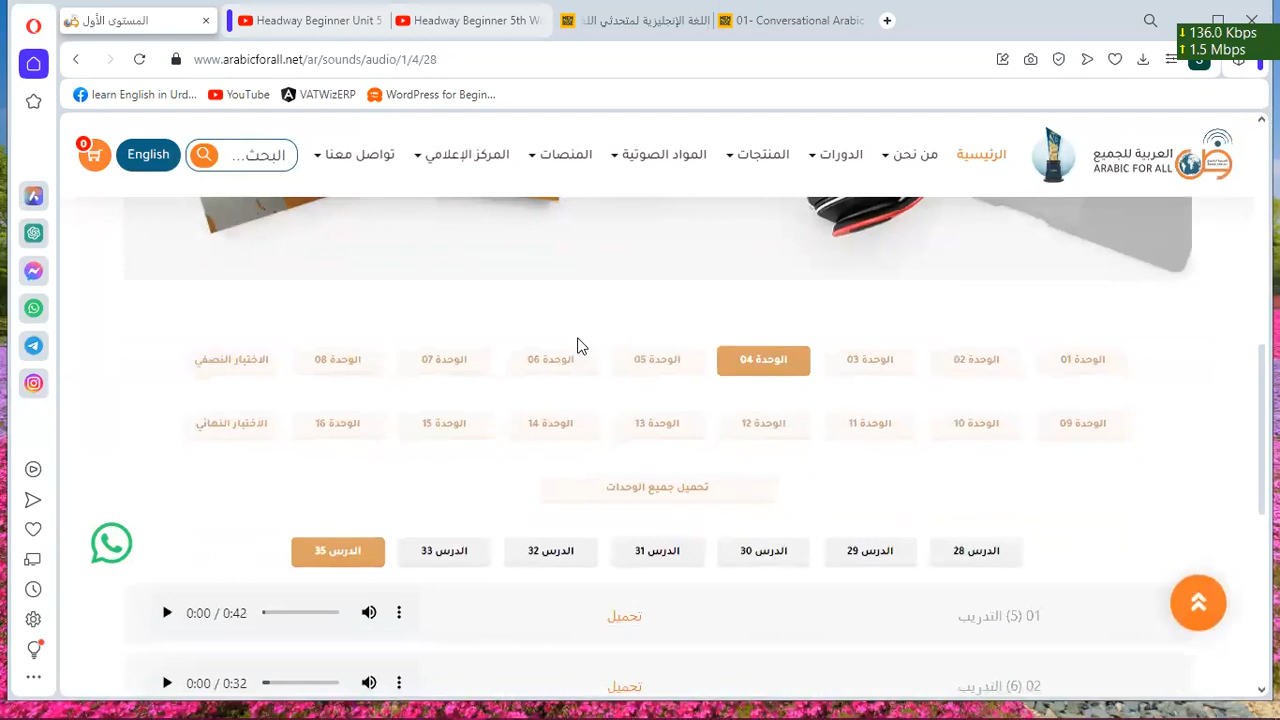 المستوى الأول
Headway Beginner Unit 5
Headway Beginner 5th W
اللغة الإنجليزية لمتحدثي الل
01- Conversational Arabic
136.0 Kbps
1.5 Mbps
www.arabicforall.net/ar/sounds/audio/1/4/28
learn English in Urd...
YouTube
VATWizERP
WordPress for Begin...
العربية للجميع
ARABIC FOR ALL
الرئيسية
من نحن
الدورات
المنتجات
المواد الصوتية
المنصات
المركز الإعلامي
تواصل معنا
البحث...
English
0
الوحدة 01
الوحدة 02
الوحدة 03
الوحدة 04
الوحدة 05
الوحدة 06
الوحدة 07
الوحدة 08
الاختبار النصفي
الوحدة 09
الوحدة 10
الوحدة 11
الوحدة 12
الوحدة 13
الوحدة 14
الوحدة 15
الوحدة 16
الاختبار النهائي
تحميل جميع الوحدات
الدرس 28
الدرس 29
الدرس 30
الدرس 31
الدرس 32
الدرس 33
الدرس 35
01 (5) التدريب
تحميل
0:00 / 0:42
02 (6) التدريب
تحميل
0:00 / 0:32